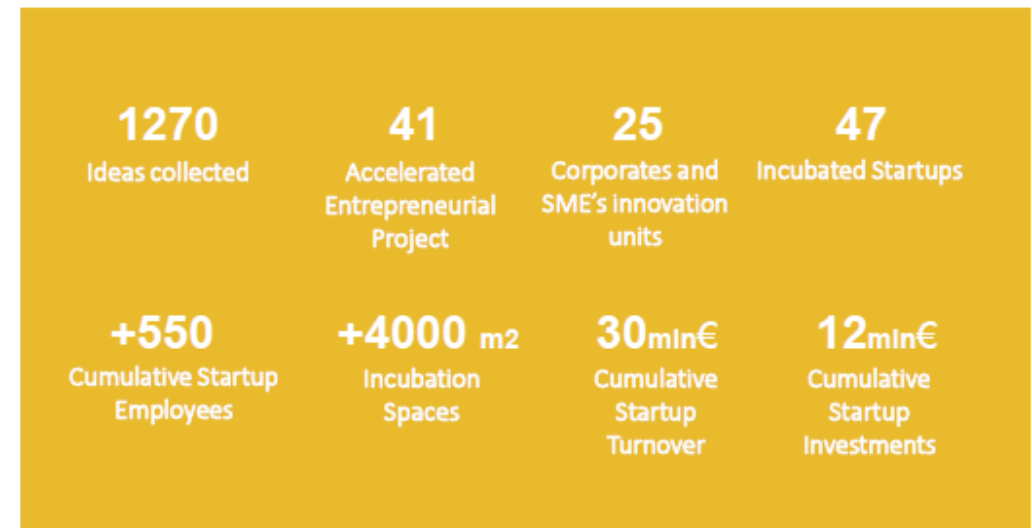 1270
Ideas collected
41
Accelerated
Entrepreneurial
Project
25
Corporates and
SME's innovation
units
47
Incubated Startups
+550
Cumulative Startup
Employees
+4000 m2
Incubation
Spaces
30mln€
Cumulative
Startup
Turnover
12mln€
Cumulative
Startup
Investments